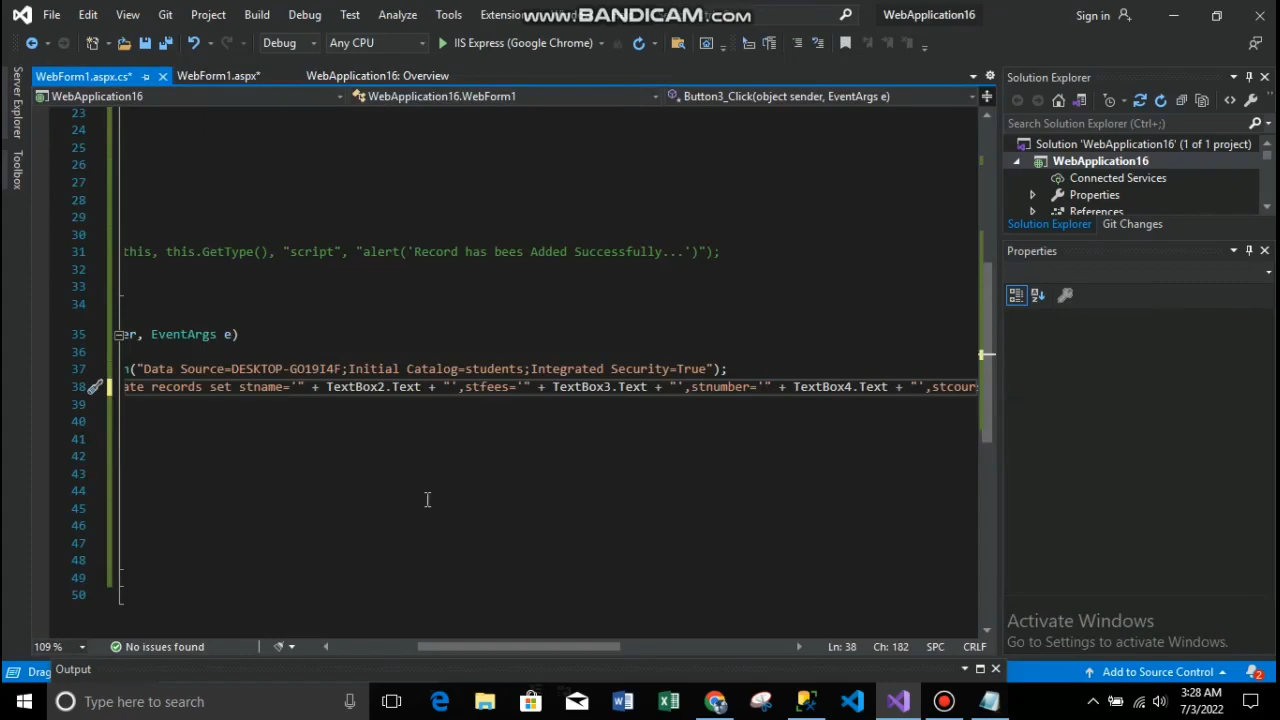 File Edit View Git Project Build Debug Test Analyze Tools Extensio
www.BANDICAM.com
WebApplication16
Sign in
Debug
Any CPU
IIS Express (Google Chrome)
WebForm1.aspx.cs*
WebForm1.aspx*
WebApplication16: Overview
WebApplication16
WebApplication16.WebForm1
Button3_Click(object sender, EventArgs e)
Server Explorer
Toolbox
23
24
25
26
27
28
29
30
31 this, this.GetType(), "script", "alert('Record has bees Added Successfully...')");
32
33
34
35 er, EventArgs e)
36
37 n("Data Source=DESKTOP-GO19I4F;Initial Catalog=students;Integrated Security=True");
38 ate records set stname='" + TextBox2.Text + "',stfees='" + TextBox3.Text + "',stnumber='" + TextBox4.Text + "',stcour
39
40
41
42
43
44
45
46
47
48
49
50
Solution Explorer
Search Solution Explorer (Ctrl+;)
Solution 'WebApplication16' (1 of 1 project)
WebApplication16
Connected Services
Properties
References
Solution Explorer Git Changes
Properties
Activate Windows
Go to Settings to activate Windows.
109 %
No issues found
Ln: 38 Ch: 182 SPC CRLF
Drag
Output
Add to Source Control
2
Type here to search
3:28 AM
7/3/2022